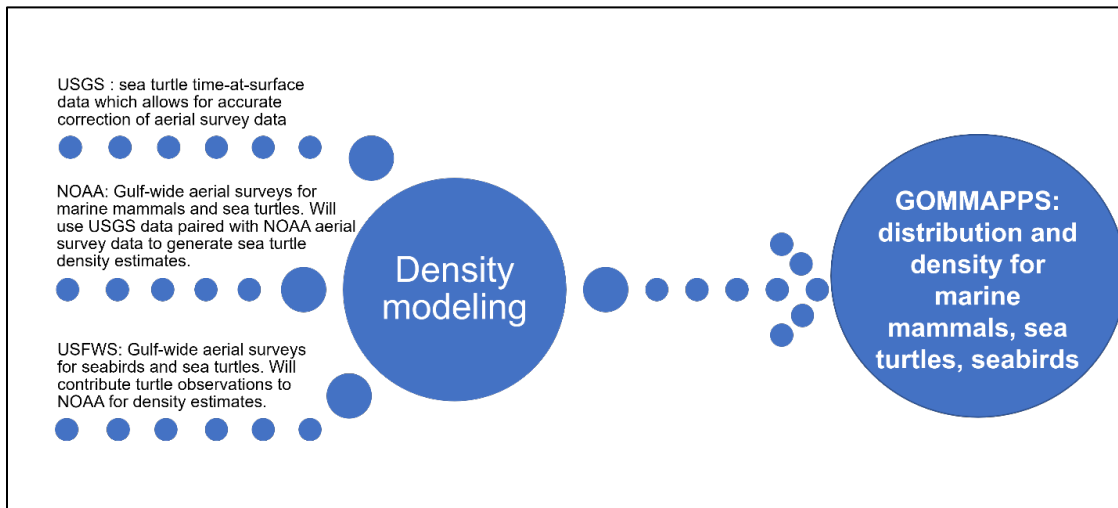 USGS : sea turtle time-at-surface
data which allows for accurate
correction of aerial survey data
NOAA: Gulf-wide aerial surveys for
marine mammals and sea turtles. Will
use USGS data paired with NOAA aerial
survey data to generate sea turtle
density estimates.
USFWS: Gulf-wide aerial surveys
for seabirds and sea turtles. Will
contribute turtle observations to
NOAA for density estimates.
Density
modeling
GOMMAPPS:
distribution and
density for
marine
mammals, sea
turtles, seabirds